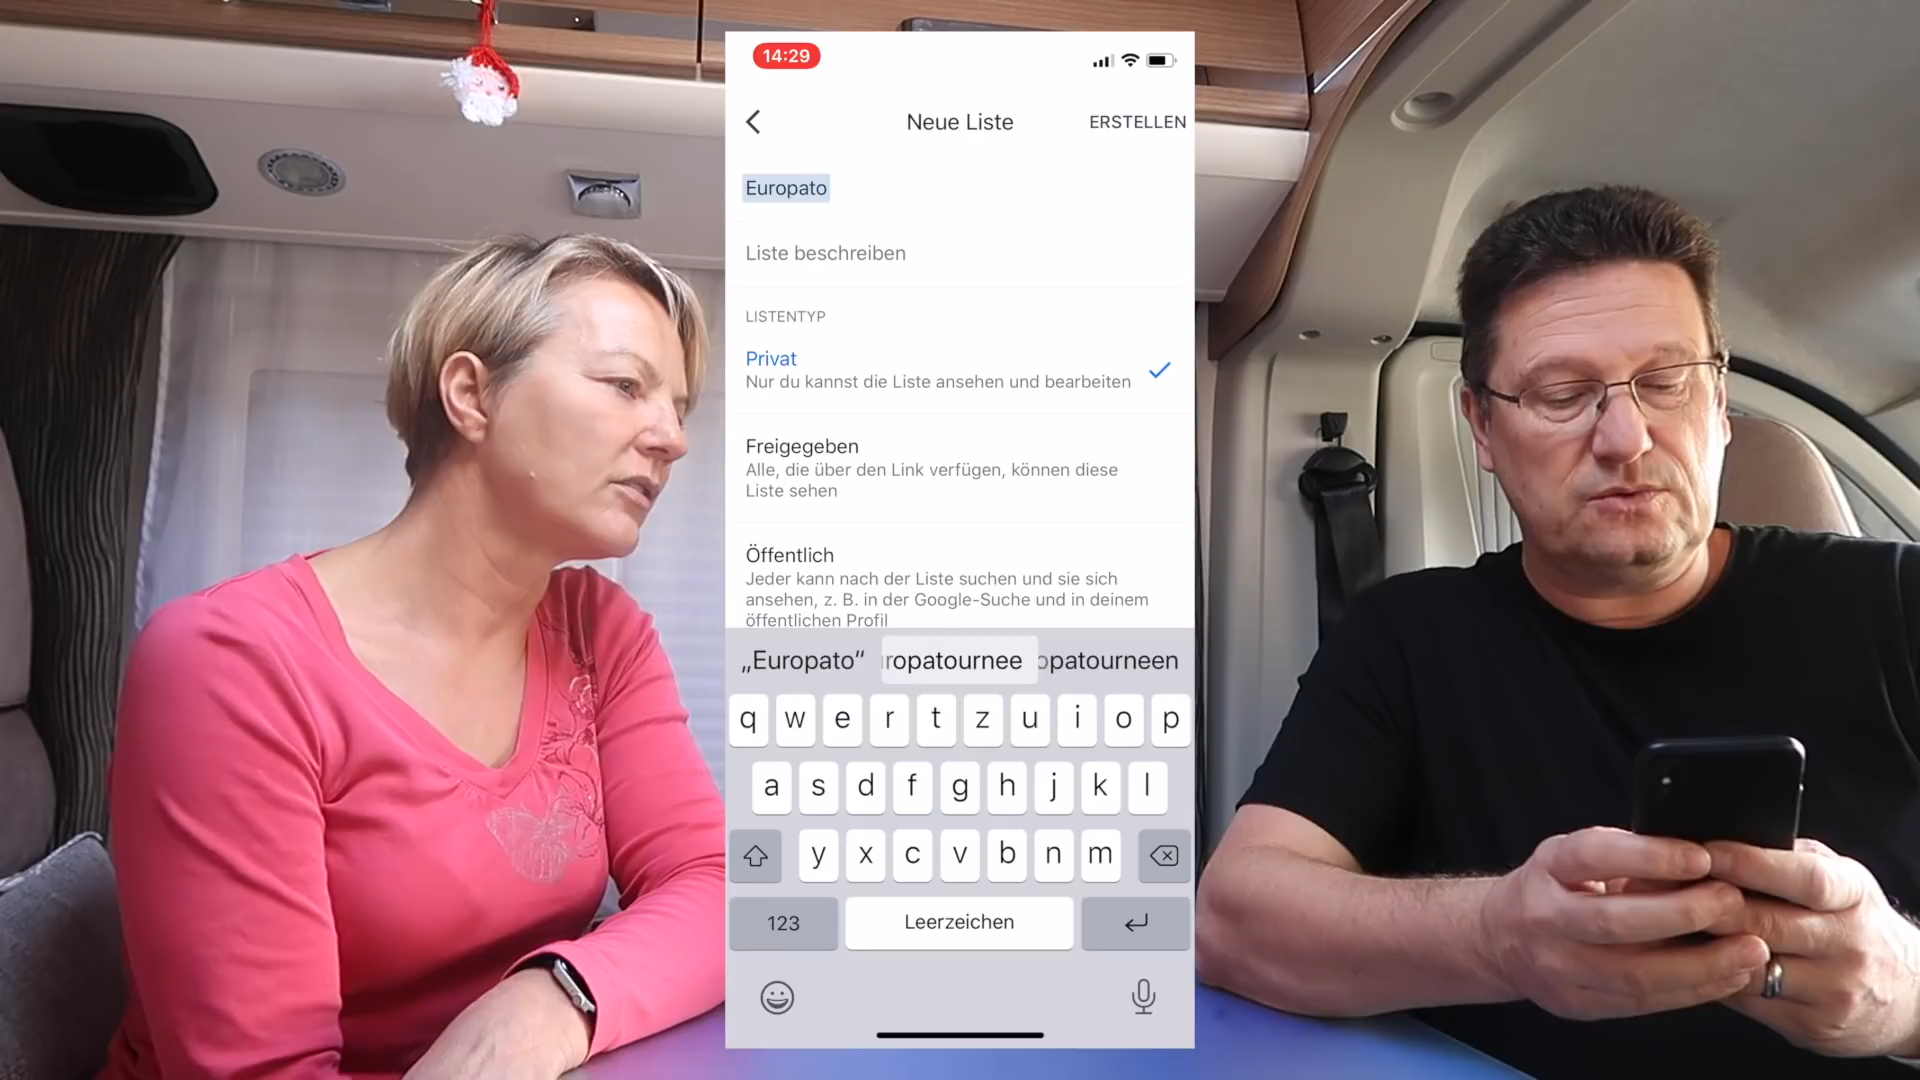 14:29
Neue Liste
ERSTELLEN
Europato
Liste beschreiben
LISTENTYP
Privat
Nur du kannst die Liste ansehen und bearbeiten
Freigegeben
Alle, die über den Link verfügen, können diese
Liste sehen
Öffentlich
Jeder kann nach der Liste suchen und sie sich
ansehen, z. B. in der Google-Suche und in deinem
öffentlichen Profil
„Europato“ ropatournee opatourneen
q w e r t z u i o p
a s d f g h j k l
y x c v b n m
123 Leerzeichen